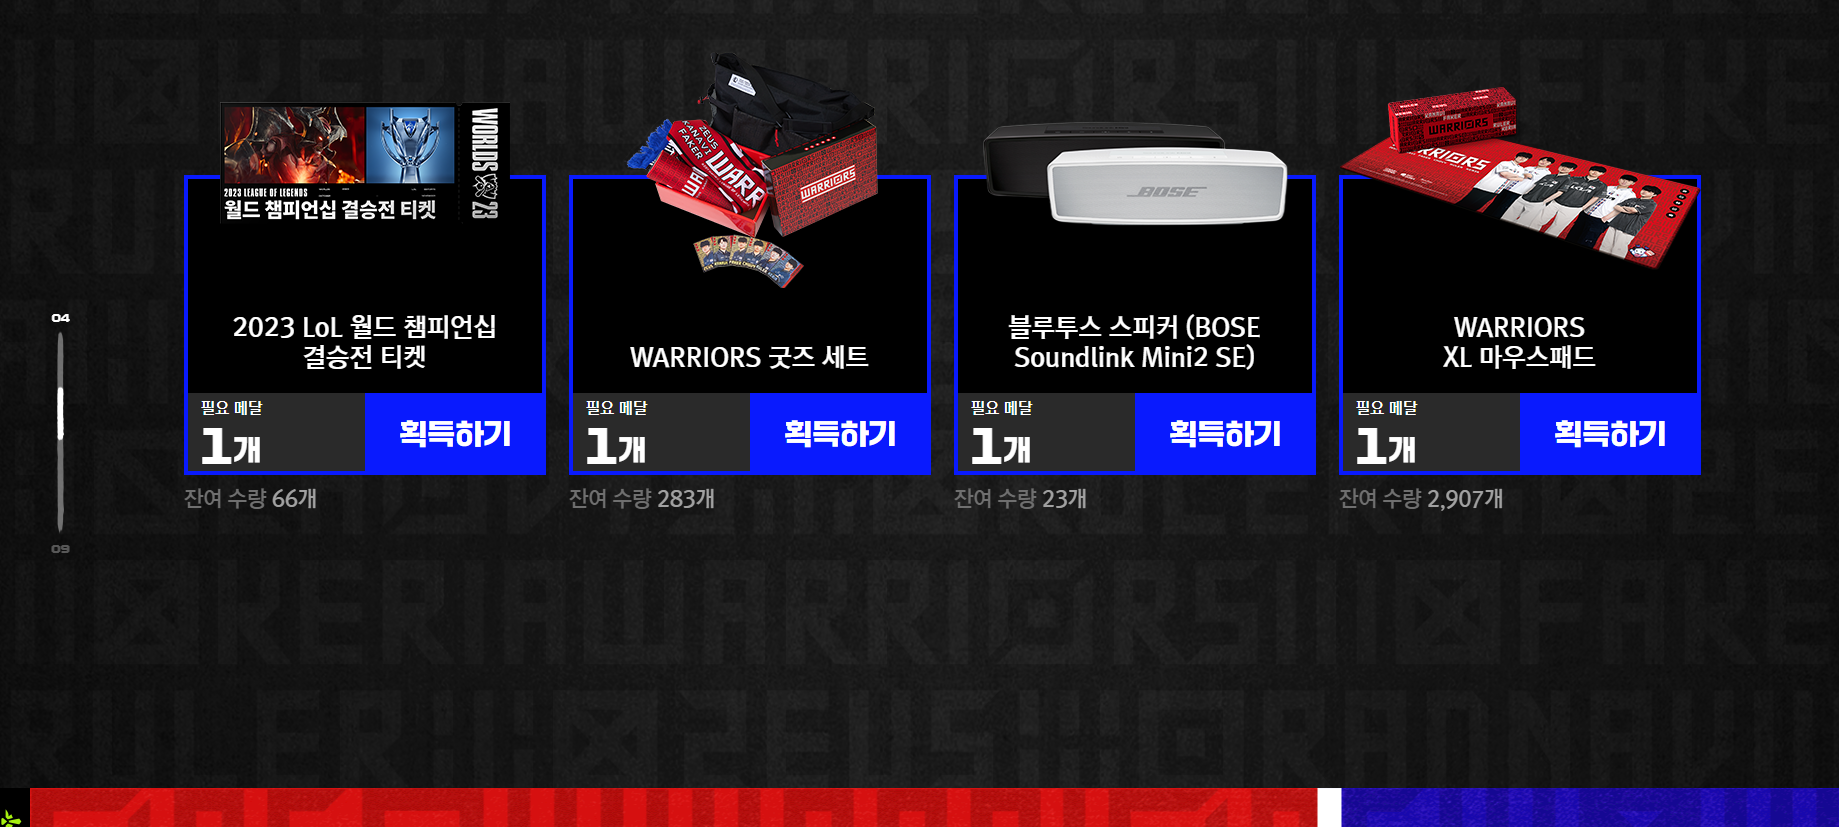 2023 LEAGUE OF LEGENDS
월드 챔피언십 결승전 티켓
WORLDS 23
2023 LoL 월드 챔피언십
결승전 티켓
필요 메달
1개
획득하기
잔여 수량 66개
ZEUS
KANAVI
FAKER
WARR
WARRIORS
WARRIORS 굿즈 세트
필요 메달
1개
획득하기
잔여 수량 283개
BOSE
블루투스 스피커 (BOSE
Soundlink Mini2 SE)
필요 메달
1개
획득하기
잔여 수량 23개
WARRIORS
WARRIORS
XL 마우스패드
필요 메달
1개
획득하기
잔여 수량 2,907개
04
09